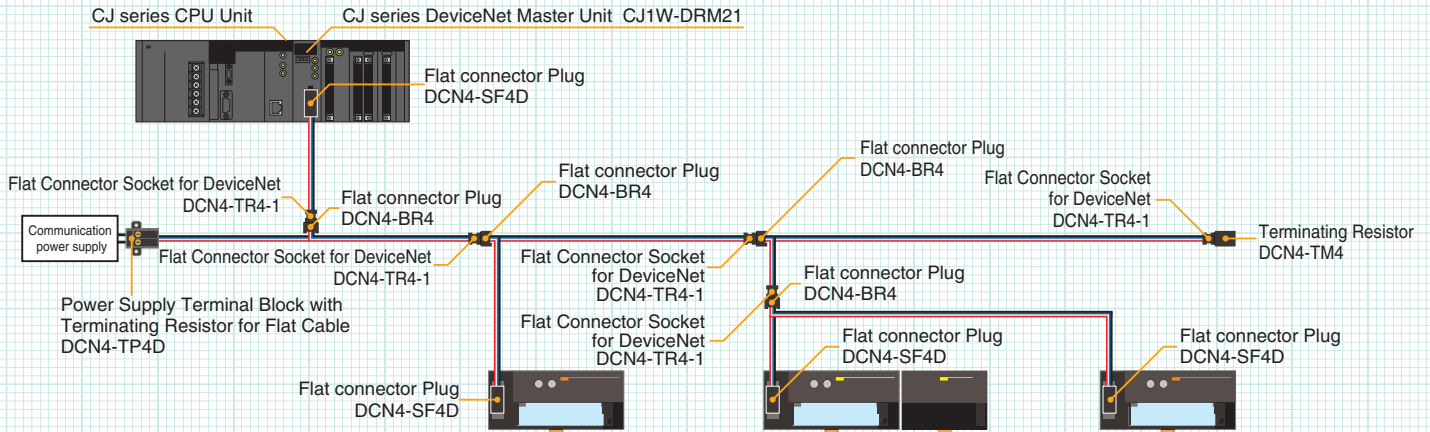 CJ series CPU Unit
CJ series DeviceNet Master Unit CJ1W-DRM21
Flat connector Plug
DCN4-SF4D
Flat Connector Socket for DeviceNet
DCN4-TR4-1
Flat connector Plug
DCN4-BR4
Flat connector Plug
DCN4-BR4
Flat connector Plug
DCN4-BR4
Flat Connector Socket
for DeviceNet
DCN4-TR4-1
Communication
power supply
Terminating Resistor
DCN4-TM4
Flat Connector Socket for DeviceNet
DCN4-TR4-1
Flat Connector Socket
for DeviceNet
DCN4-TR4-1
Flat connector Plug
DCN4-BR4
Power Supply Terminal Block with
Terminating Resistor for Flat Cable
DCN4-TP4D
Flat Connector Socket
for DeviceNet
DCN4-TR4-1
Flat connector Plug
DCN4-SF4D
Flat connector Plug
DCN4-SF4D
Flat connector Plug
DCN4-SF4D